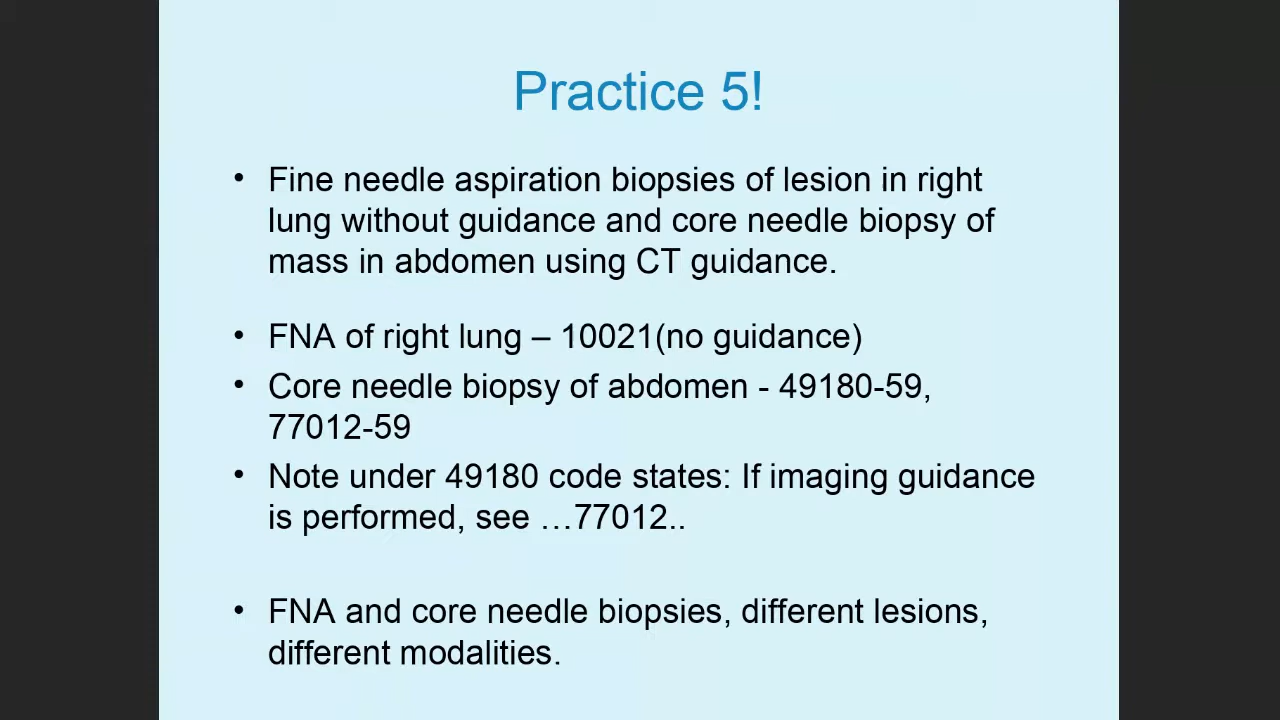 Practice 5!
• Fine needle aspiration biopsies of lesion in right
lung without guidance and core needle biopsy of
mass in abdomen using CT guidance.
• FNA of right lung – 10021(no guidance)
• Core needle biopsy of abdomen - 49180-59,
77012-59
• Note under 49180 code states: If imaging guidance
is performed, see …77012..
• FNA and core needle biopsies, different lesions,
different modalities.